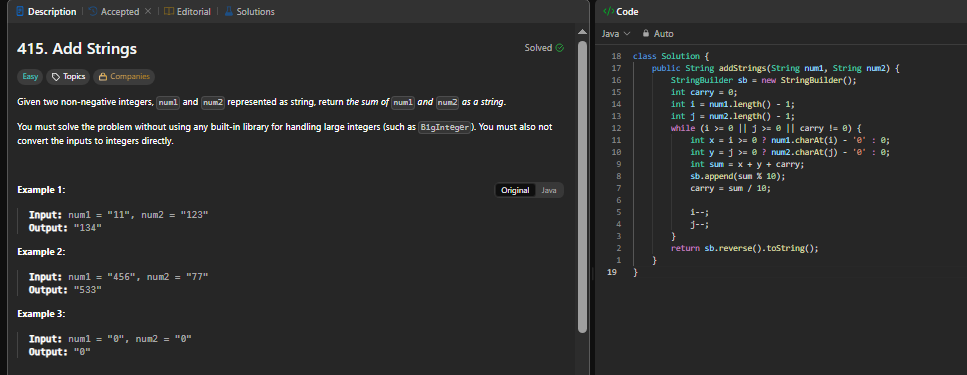 Description
Accepted
Editorial
Solutions
415. Add Strings
Solved
Easy
Topics
Companies
Given two non-negative integers, num1 and num2 represented as string, return the sum of num1 and num2 as a string.
You must solve the problem without using any built-in library for handling large integers (such as BigInteger). You must also not
convert the inputs to integers directly.
Original Java
Example 1:
Input: num1 = "11", num2 = "123"
Output: "134"
Example 2:
Input: num1 = "456", num2 = "77"
Output: "533"
Example 3:
Input: num1 = "0", num2 = "0"
Output: "0"
</> Code
Java
Auto
18 class Solution {
17 public String addStrings(String num1, String num2) {
16 StringBuilder sb = new StringBuilder();
15 int carry = 0;
14 int i = num1.length() - 1;
13 int j = num2.length() - 1;
12 while (i >= 0 || j >= 0 || carry != 0) {
11 int x = i >= 0 ? num1.charAt(i) - '0' : 0;
10 int y = j >= 0 ? num2.charAt(j) - '0' : 0;
9 int sum = x + y + carry;
8 sb.append(sum % 10);
7 carry = sum / 10;
6
5 i--;
4 j--;
3 }
2 return sb.reverse().toString();
1 }
19 }